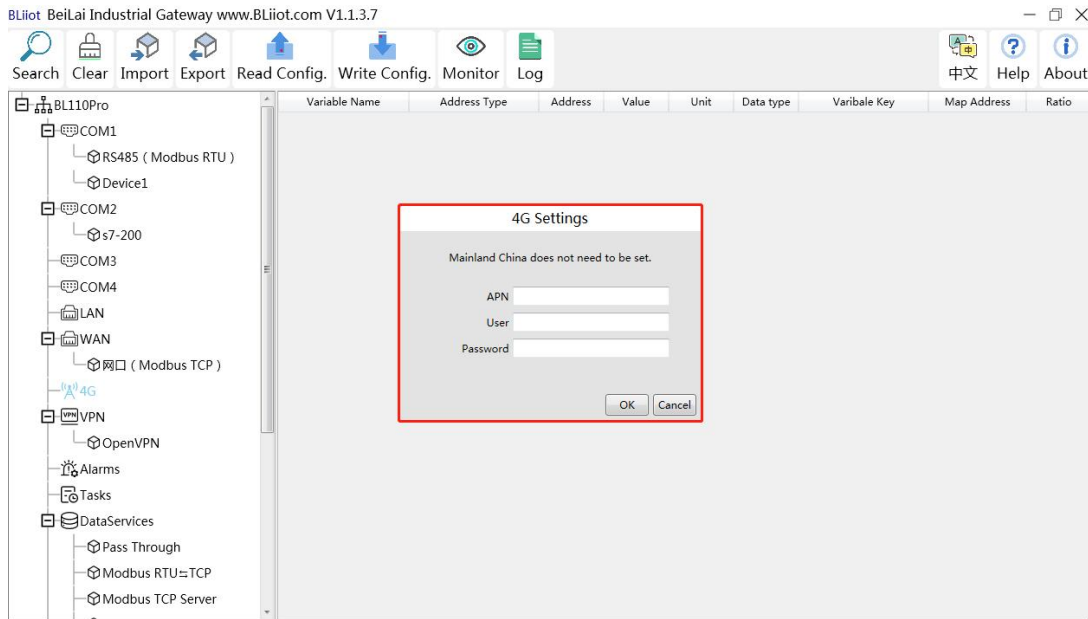 BLiiot BeiLai Industrial Gateway www.BLiiot.com V1.1.3.7
Search Clear Import Export Read Config. Write Config. Monitor Log 中文 Help About
Variable Name Address Type Address Value Unit Data type Varibale Key Map Address Ratio
BL110Pro
COM1
RS485 ( Modbus RTU )
Device1
COM2
s7-200
COM3
COM4
LAN
WAN
网口 ( Modbus TCP )
4G
VPN
OpenVPN
Alarms
Tasks
DataServices
Pass Through
Modbus RTU⇆TCP
Modbus TCP Server
4G Settings
Mainland China does not need to be set.
APN
User
Password
OK Cancel